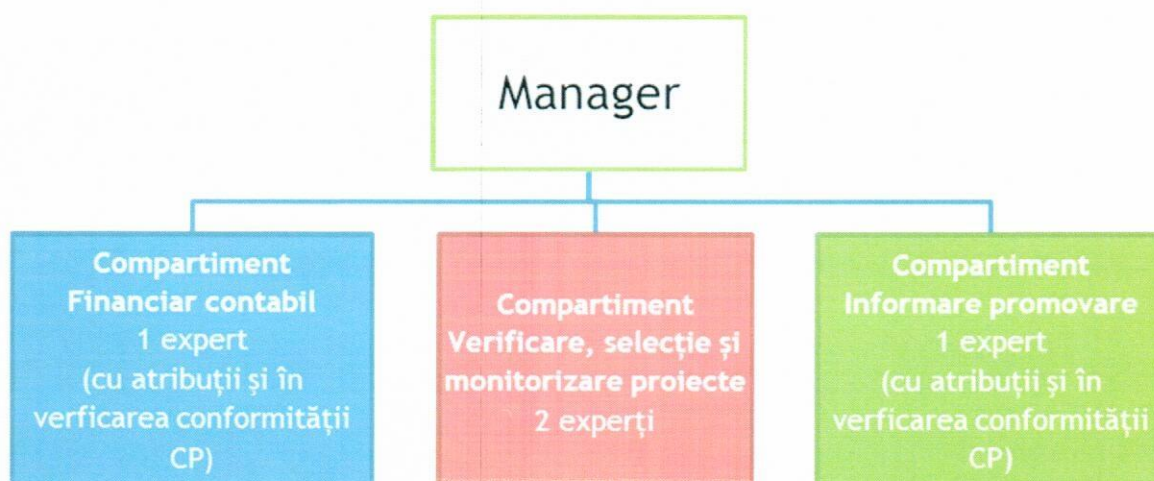 Manager
Compartiment
Financiar contabil
1 expert
(cu atribuții și în
verficarea conformității
CP)
Compartiment
Verificare, selecție și
monitorizare proiecte
2 experți
Compartiment
Informare promovare
1 expert
(cu atribuții și în
verficarea conformității
CP)